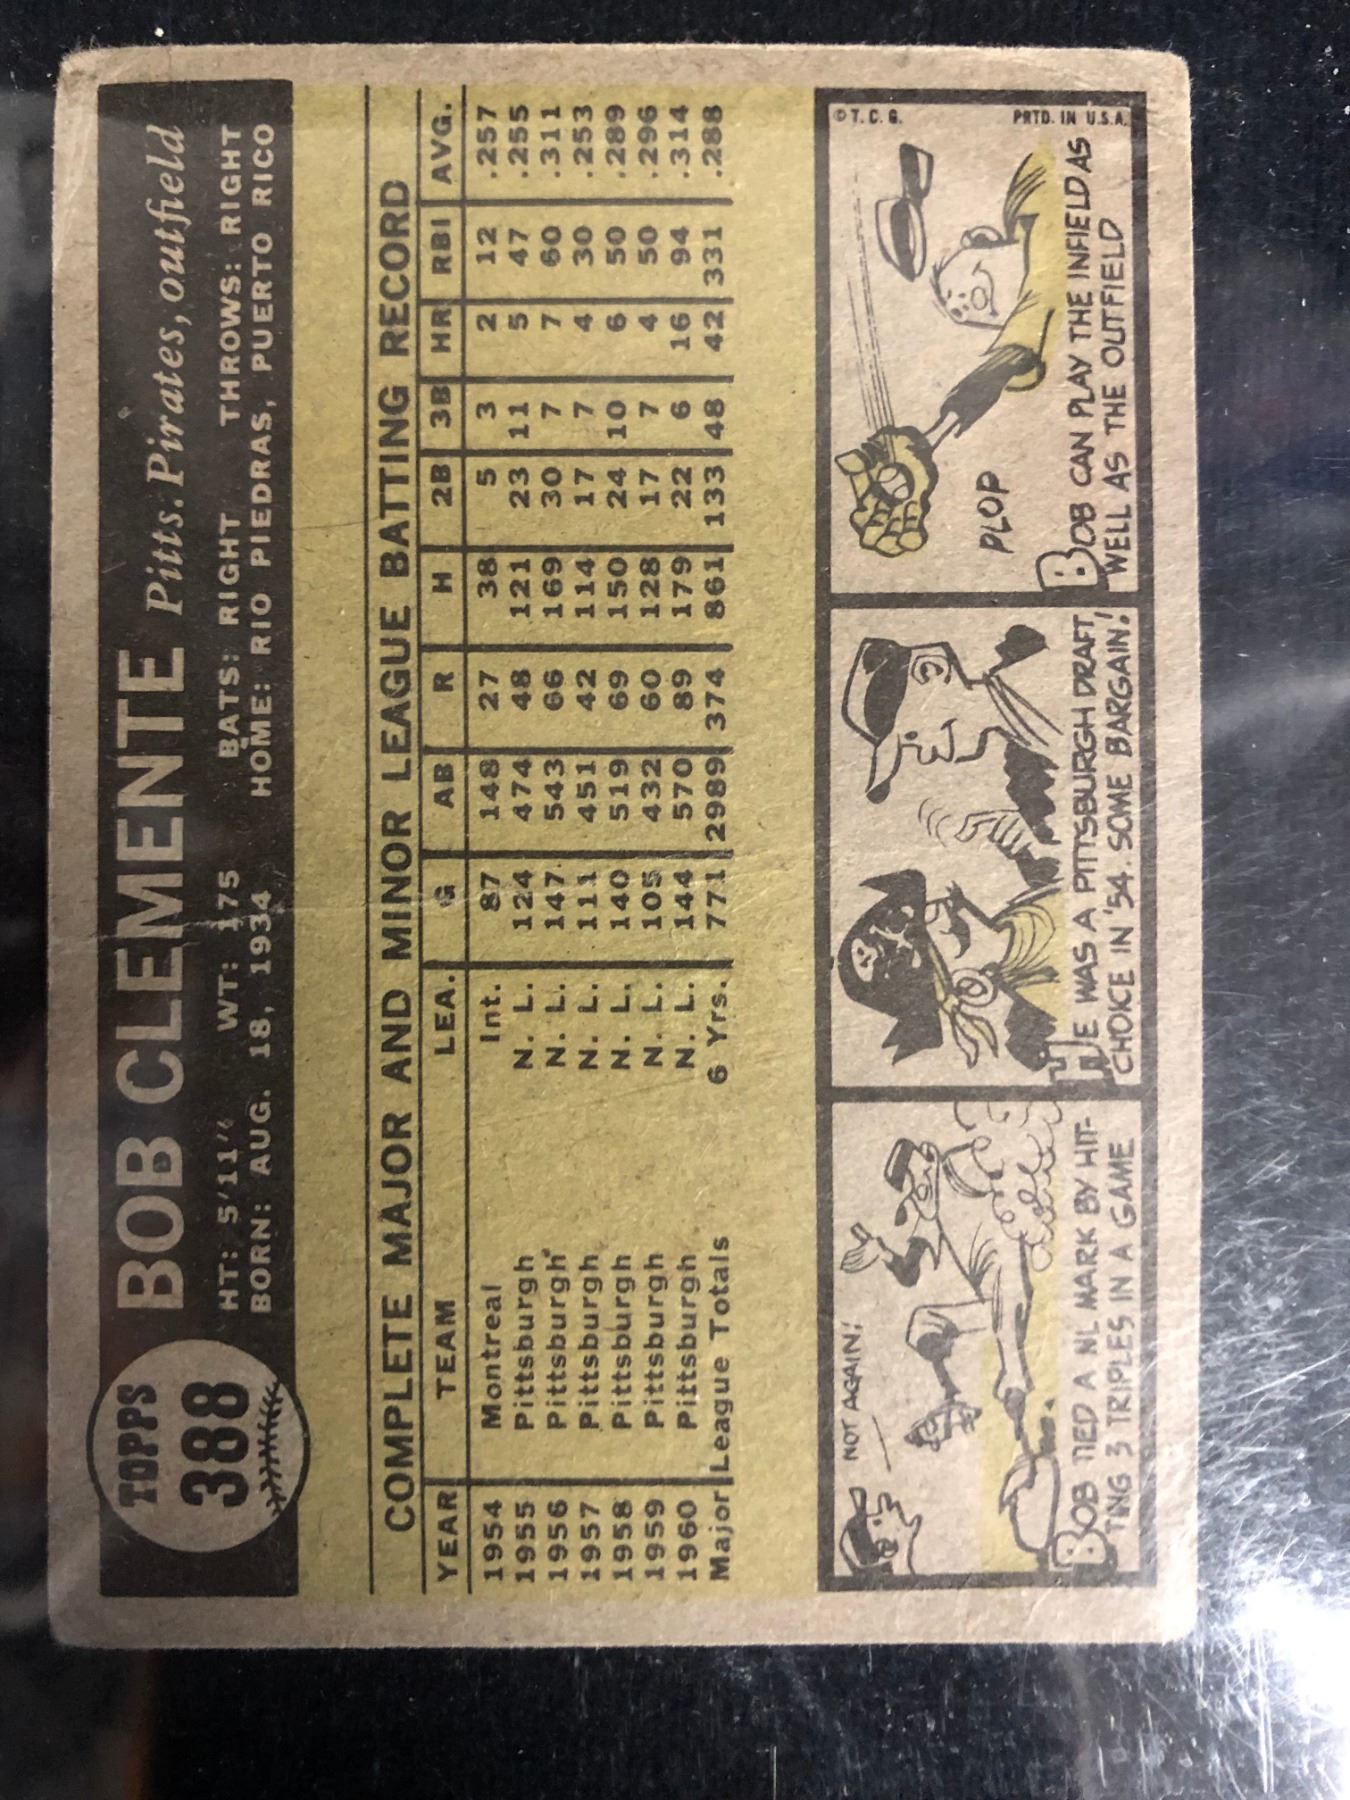 TOPPS
388
BOB CLEMENTE Pitts. Pirates, outfield
HT: 5'11½ WT: 175 BATS: RIGHT THROWS: RIGHT
BORN: AUG. 18, 1934 HOME: RIO PIEDRAS, PUERTO RICO
COMPLETE MAJOR AND MINOR LEAGUE BATTING RECORD
YEAR TEAM LEA. G AB R H 2B 3B HR RBI AVG.
1954 Montreal Int. 87 148 27 38 5 3 2 12 .257
1955 Pittsburgh N. L. 124 474 48 121 23 11 5 47 .255
1956 Pittsburgh N. L. 147 543 66 169 30 7 7 60 .311
1957 Pittsburgh N. L. 111 451 42 114 17 7 4 30 .253
1958 Pittsburgh N. L. 140 519 69 150 24 10 6 50 .289
1959 Pittsburgh N. L. 105 432 60 128 17 7 4 50 .296
1960 Pittsburgh N. L. 144 570 89 179 22 6 16 94 .314
Major League Totals 6 Yrs. 771 2989 374 861 133 48 42 331 .288
NOT AGAIN!
BOB TIED A NL MARK BY HIT-
TING 3 TRIPLES IN A GAME
HE WAS A PITTSBURGH DRAFT
CHOICE IN '54. SOME BARGAIN!
© T. C. G. PRTD. IN U.S.A.
PLOP
BOB CAN PLAY THE INFIELD AS
WELL AS THE OUTFIELD